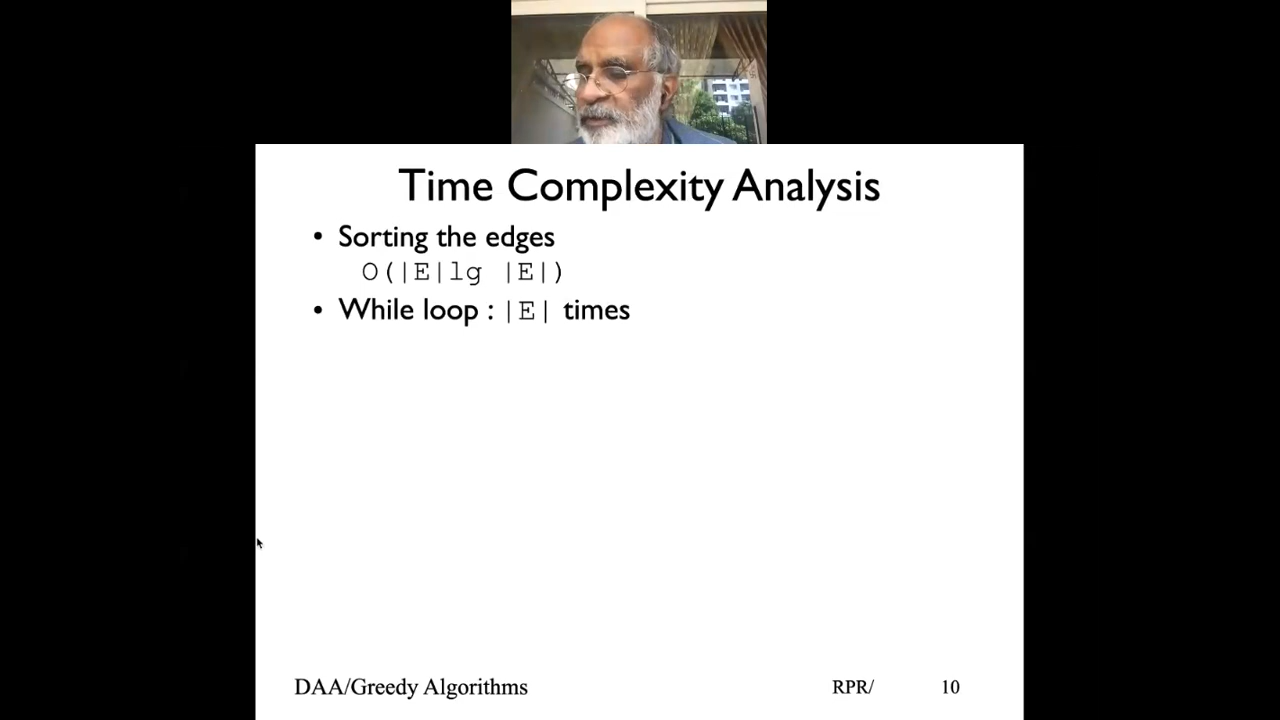 Time Complexity Analysis
• Sorting the edges
O(|E|lg |E|)
• While loop : |E| times
DAA/Greedy Algorithms RPR/ 10